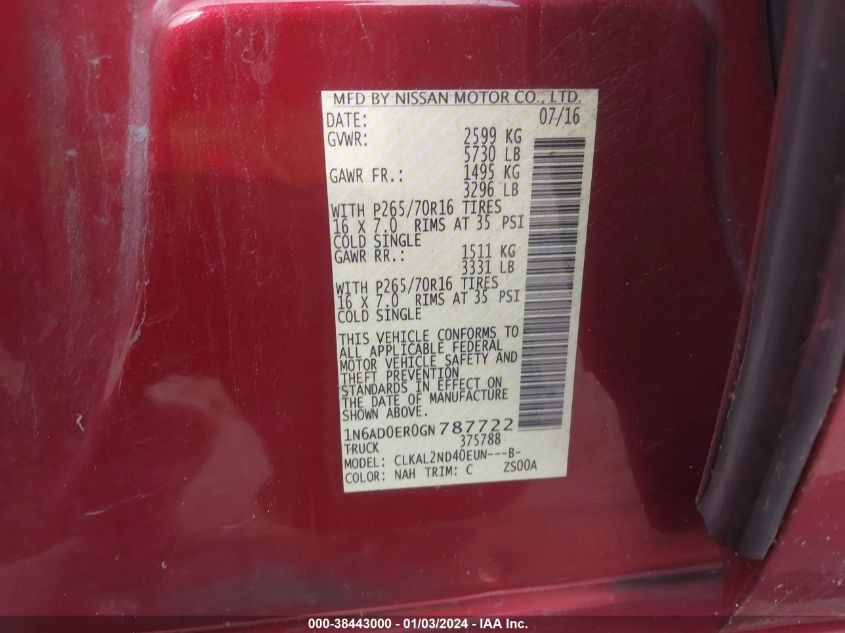 MFD BY NISSAN MOTOR CO., LTD.
DATE: 07/16
GVWR: 2599 KG
5730 LB
GAWR FR.: 1495 KG
3296 LB
WITH P265/70R16 TIRES
16 X 7.0 RIMS AT 35 PSI
COLD SINGLE
GAWR RR.: 1511 KG
3331 LB
WITH P265/70R16 TIRES
16 X 7.0 RIMS AT 35 PSI
COLD SINGLE
THIS VEHICLE CONFORMS TO
ALL APPLICABLE FEDERAL
MOTOR VEHICLE SAFETY AND
THEFT PREVENTION
STANDARDS IN EFFECT ON
THE DATE OF MANUFACTURE
SHOWN ABOVE.
1N6AD0ER0GN787722
TRUCK 375788
MODEL: CLKAL2ND40EUN---B-
COLOR: NAH TRIM: C ZS00A
000-38443000 - 01/03/2024 - IAA Inc.